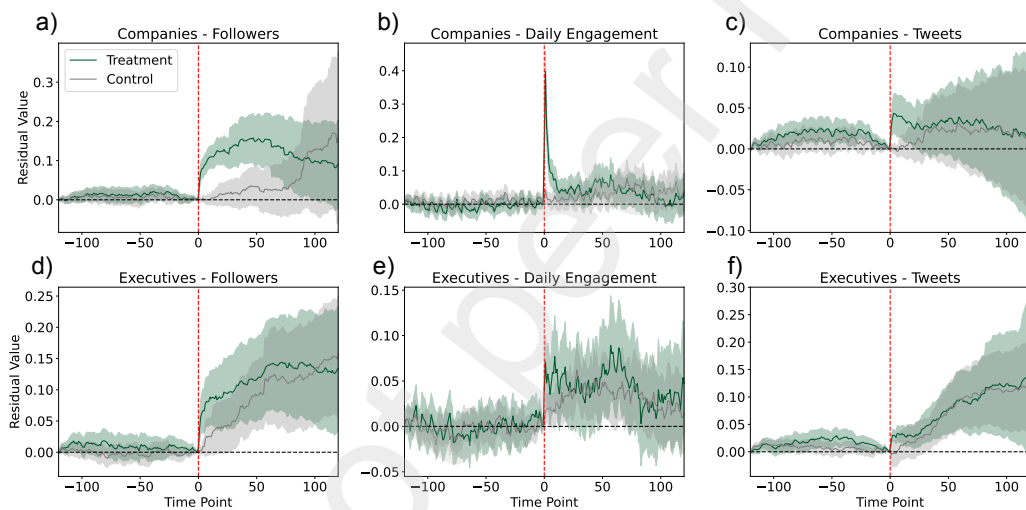 a)
Companies - Followers
Treatment
Control
Residual Value
0.3
0.2
0.1
0.0
−100 −50 0 50 100
b)
Companies - Daily Engagement
0.4
0.3
0.2
0.1
0.0
−100 −50 0 50 100
c)
Companies - Tweets
0.10
0.05
0.00
−0.05
−0.10
−100 −50 0 50 100
d)
Executives - Followers
Residual Value
0.25
0.20
0.15
0.10
0.05
0.00
−100 −50 0 50 100
Time Point
e)
Executives - Daily Engagement
0.15
0.10
0.05
0.00
−0.05
−100 −50 0 50 100
Time Point
f)
Executives - Tweets
0.30
0.25
0.20
0.15
0.10
0.05
0.00
−100 −50 0 50 100
Time Point